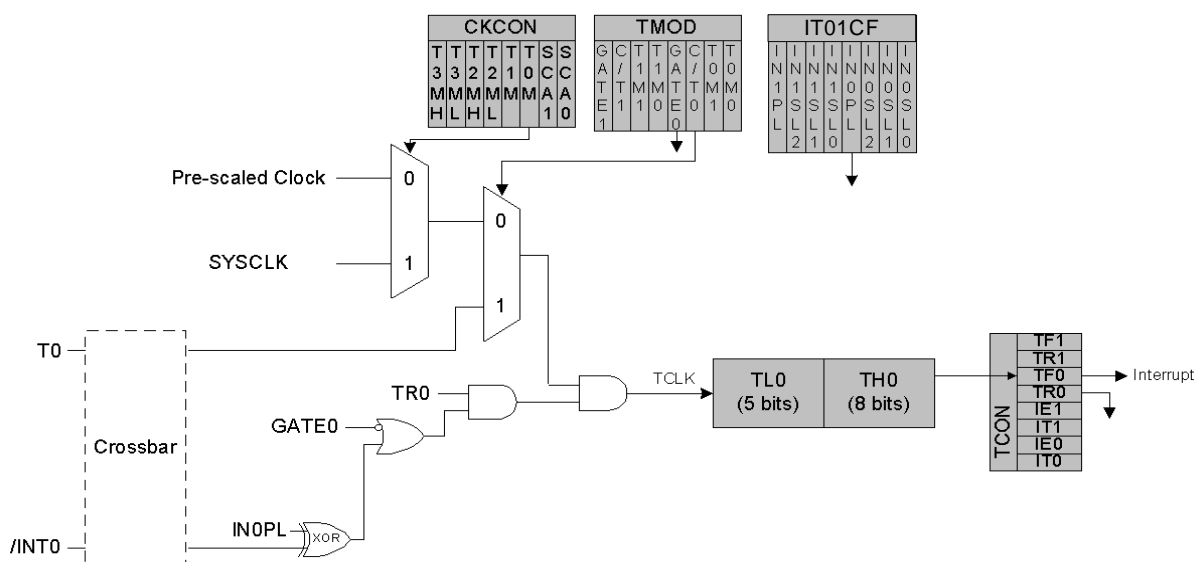 CKCON
T3MH
T3ML
T2MH
T2ML
T1M
T0M
SCA1
SCA0
TMOD
GATE1
C/T1
T1M1
T1M0
GATE0
C/T0
T0M1
T0M0
IT01CF
IN1PL
IN1SL2
IN1SL1
IN1SL0
IN0PL
IN0SL2
IN0SL1
IN0SL0
Pre-scaled Clock
0
SYSCLK
1
0
1
T0
Crossbar
/INT0
GATE0
TR0
IN0PL
XOR
TCLK
TL0
(5 bits)
TH0
(8 bits)
TCON
TF1
TR1
TF0
TR0
IE1
IT1
IE0
IT0
Interrupt